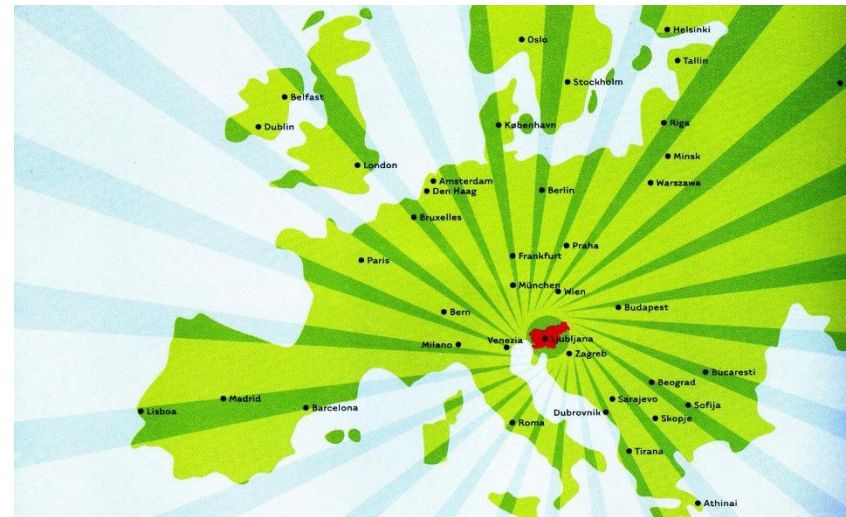 Helsinki
Oslo
Tallin
Stockholm
Belfast
København
Riga
Dublin
Minsk
London
Amsterdam
Warszawa
Den Haag
Berlin
Bruxelles
Praha
Frankfurt
Paris
München
Wien
Budapest
Bern
Ljubljana
Venezia
Milano
Zagreb
Bucaresti
Beograd
Madrid
Sarajevo
Sofija
Lisboa
Barcelona
Dubrovnik
Skopje
Roma
Tirana
Athinai